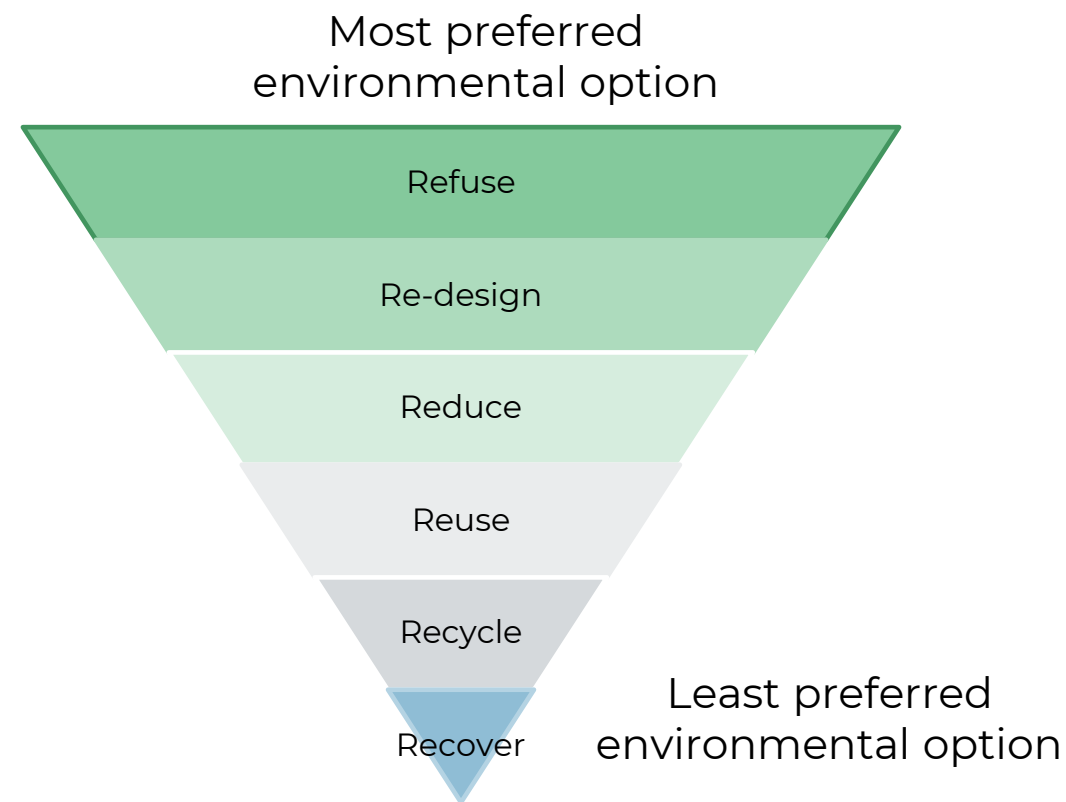 Most preferred
environmental option
Refuse
Re-design
Reduce
Reuse
Recycle
Recover
Least preferred
environmental option